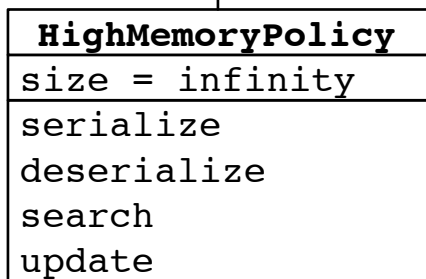 HighMemoryPolicy
size = infinity
serialize
deserialize
search
update